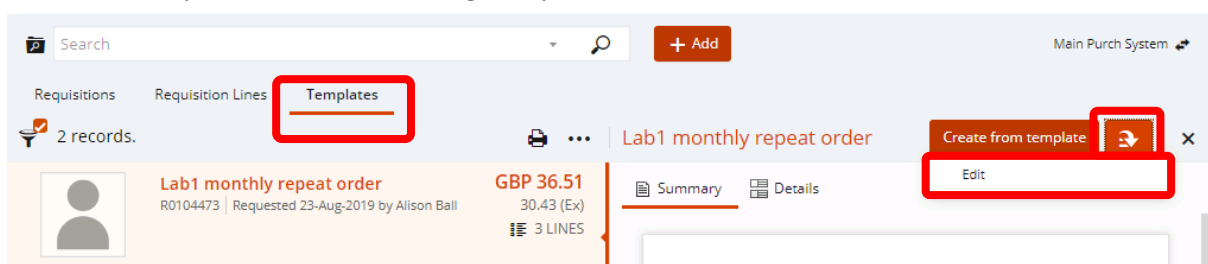 Search
+ Add
Main Purch System
Requisitions Requisition Lines Templates
2 records.
Lab1 monthly repeat order
Create from template
Edit
Lab1 monthly repeat order
GBP 36.51
R0104473 | Requested 23-Aug-2019 by Alison Ball
30.43 (Ex)
3 LINES
Summary Details